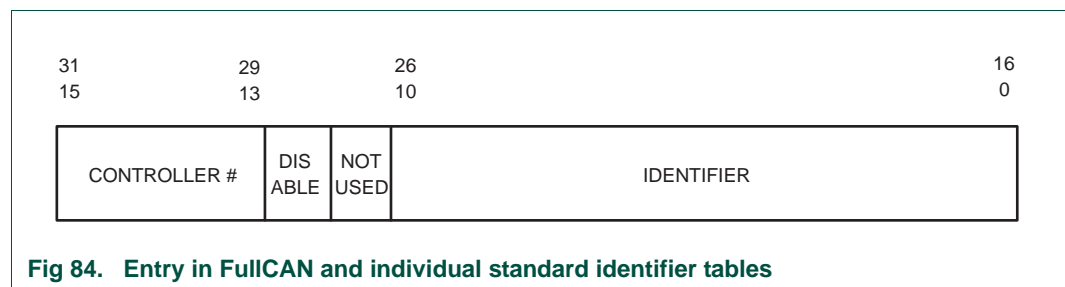 31 29 26 16
15 13 10 0
CONTROLLER #
DIS
ABLE
NOT
USED
IDENTIFIER
Fig 84. Entry in FullCAN and individual standard identifier tables